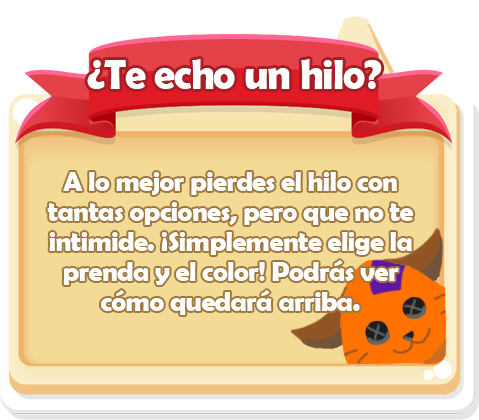 ¿Te echo un hilo?
A lo mejor pierdes el hilo con
tantas opciones, pero que no te
intimide. ¡Simplemente elige la
prenda y el color! Podrás ver
cómo quedará arriba.